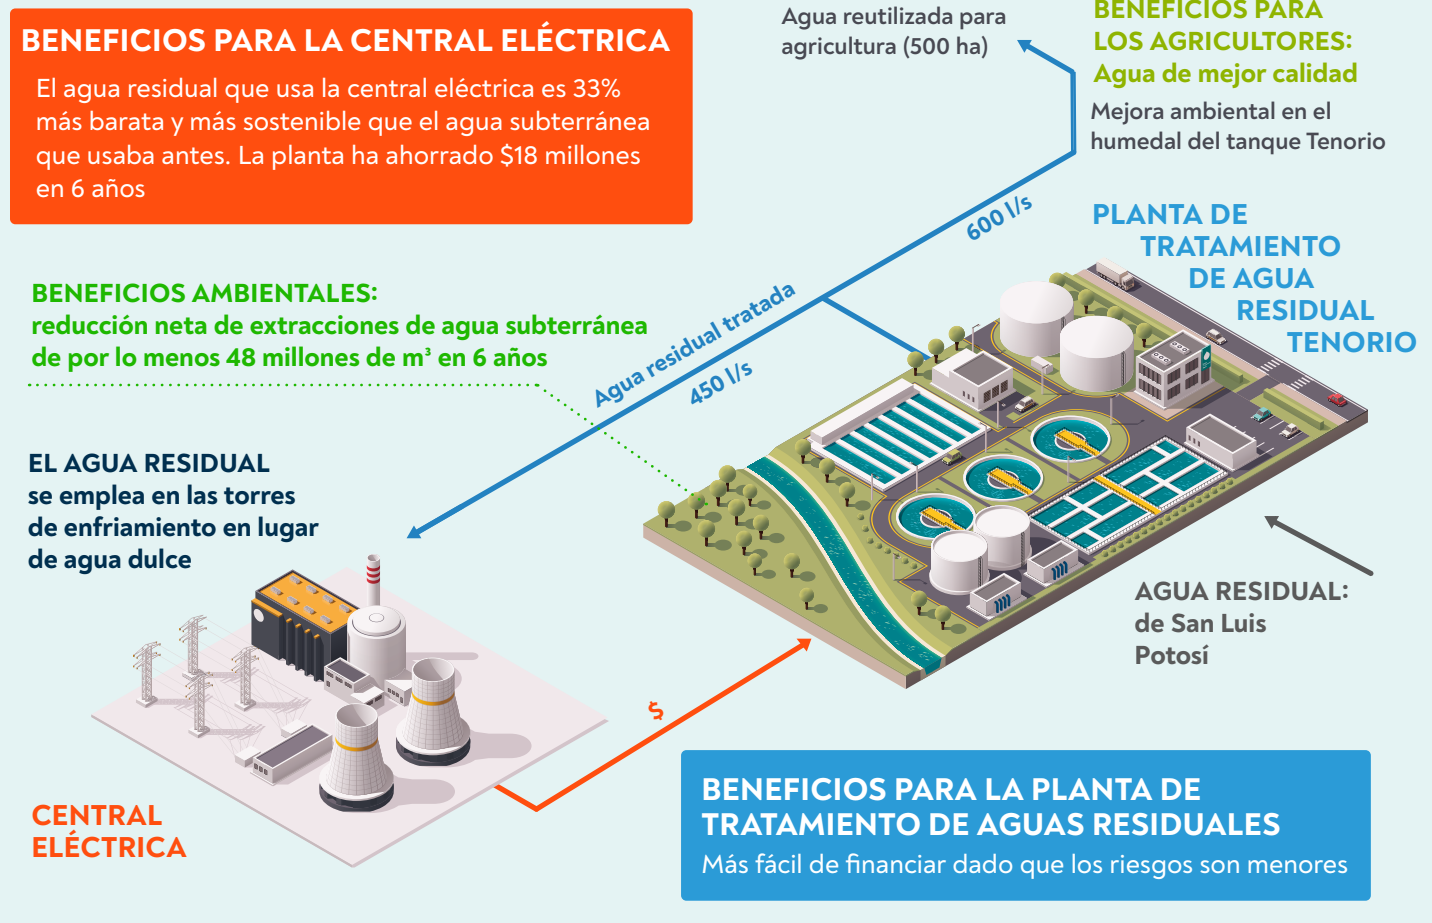 BENEFICIOS PARA LA CENTRAL ELÉCTRICA
El agua residual que usa la central eléctrica es 33%
más barata y más sostenible que el agua subterránea
que usaba antes. La planta ha ahorrado $18 millones
en 6 años
Agua reutilizada para
agricultura (500 ha)
BENEFICIOS PARA
LOS AGRICULTORES:
Agua de mejor calidad
Mejora ambiental en el
humedal del tanque Tenorio
600 l/s
PLANTA DE
TRATAMIENTO
DE AGUA
RESIDUAL
TENORIO
BENEFICIOS AMBIENTALES:
reducción neta de extracciones de agua subterránea
de por lo menos 48 millones de m³ en 6 años
Agua residual tratada
450 l/s
EL AGUA RESIDUAL
se emplea en las torres
de enfriamiento en lugar
de agua dulce
AGUA RESIDUAL:
de San Luis
Potosí
$
CENTRAL
ELÉCTRICA
BENEFICIOS PARA LA PLANTA DE
TRATAMIENTO DE AGUAS RESIDUALES
Más fácil de financiar dado que los riesgos son menores